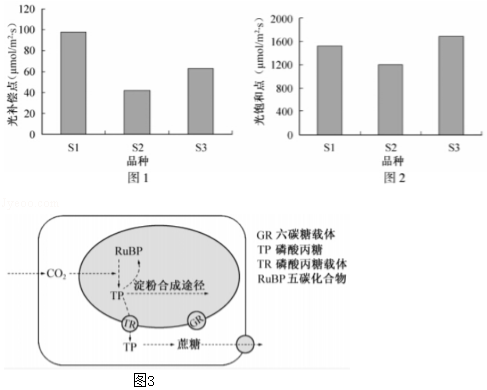 光补偿点(μmol/m²·s)
120
100
80
60
40
20
0
S1 S2 S3
品种
图1
光饱和点(μmol/m²·s)
2000
1600
1200
800
400
0
S1 S2 S3
品种
图2
CO₂
RuBP
TP
淀粉合成途径
TR
GR
TP
蔗糖
GR 六碳糖载体
TP 磷酸丙糖
TR 磷酸丙糖载体
RuBP 五碳化合物
图3